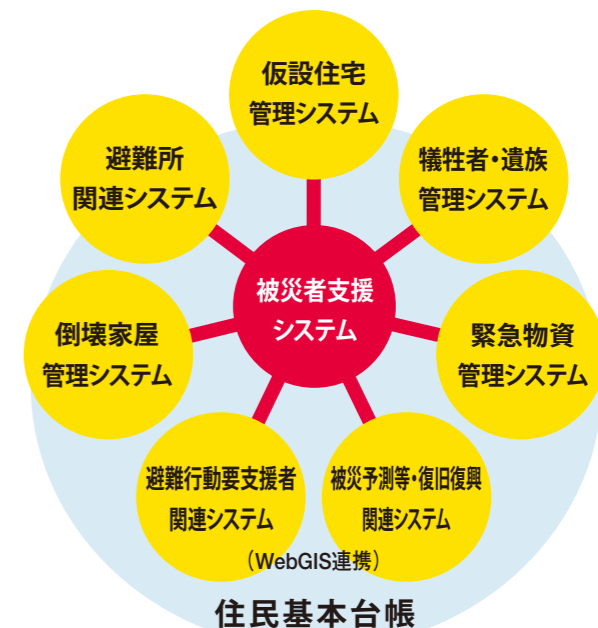 仮設住宅
管理システム
避難所
関連システム
犠牲者・遺族
管理システム
被災者支援
システム
倒壊家屋
管理システム
緊急物資
管理システム
避難行動要支援者
関連システム
被災予測等・復旧復興
関連システム
(WebGIS連携)
住民基本台帳